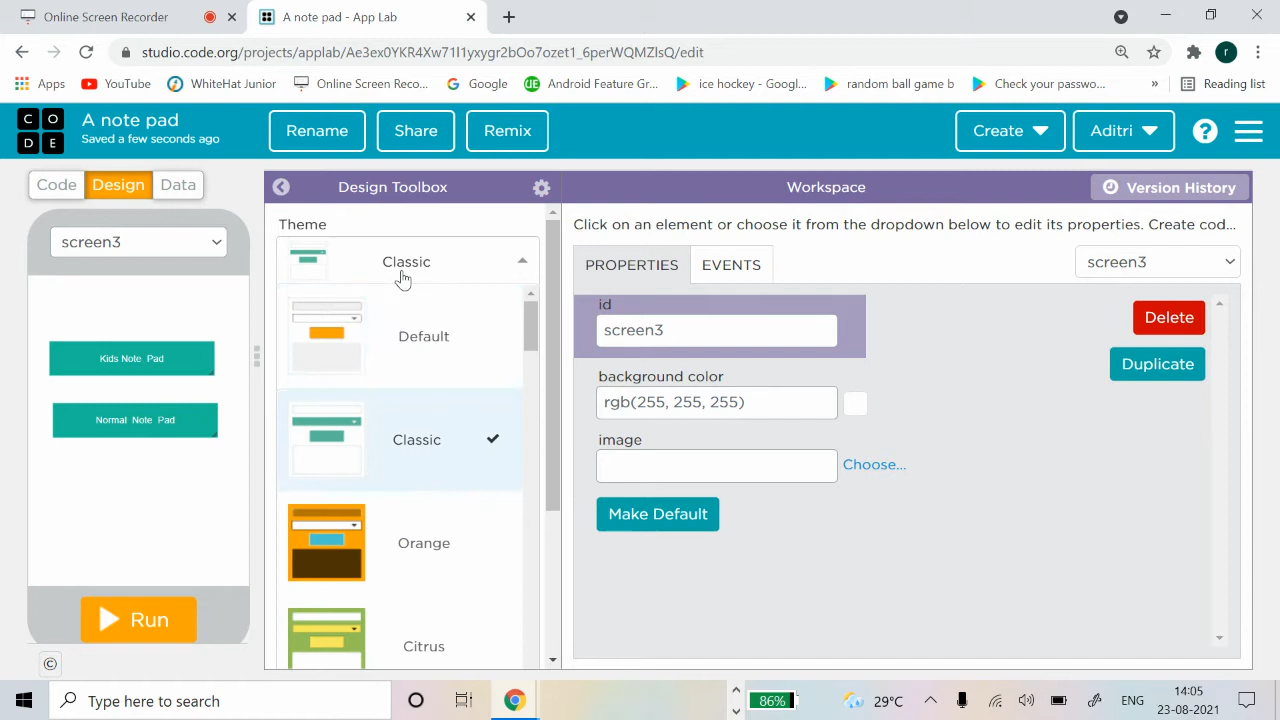 Online Screen Recorder
A note pad - App Lab
studio.code.org/projects/applab/Ae3ex0YKR4Xw71l1yxygr2bOo7ozet1_6perWQMZlsQ/edit
r
Apps
YouTube
WhiteHat Junior
Online Screen Reco...
Google
UE
Android Feature Gr...
ice hockey - Googl...
random ball game b
Check your passwo...
»
Reading list
C O
D E
A note pad
Saved a few seconds ago
Rename
Share
Remix
Create
Aditri
?
Code
Design
Data
Design Toolbox
Workspace
Version History
screen3
Kids Note Pad
Normal Note Pad
Run
©
Theme
Classic
Default
Classic
Orange
Citrus
Click on an element or choose it from the dropdown below to edit its properties. Create cod...
PROPERTIES
EVENTS
screen3
id
screen3
Delete
Duplicate
background color
rgb(255, 255, 255)
image
Choose...
Make Default
Type here to search
86%
29°C
ENG
14:05
23-08-2021